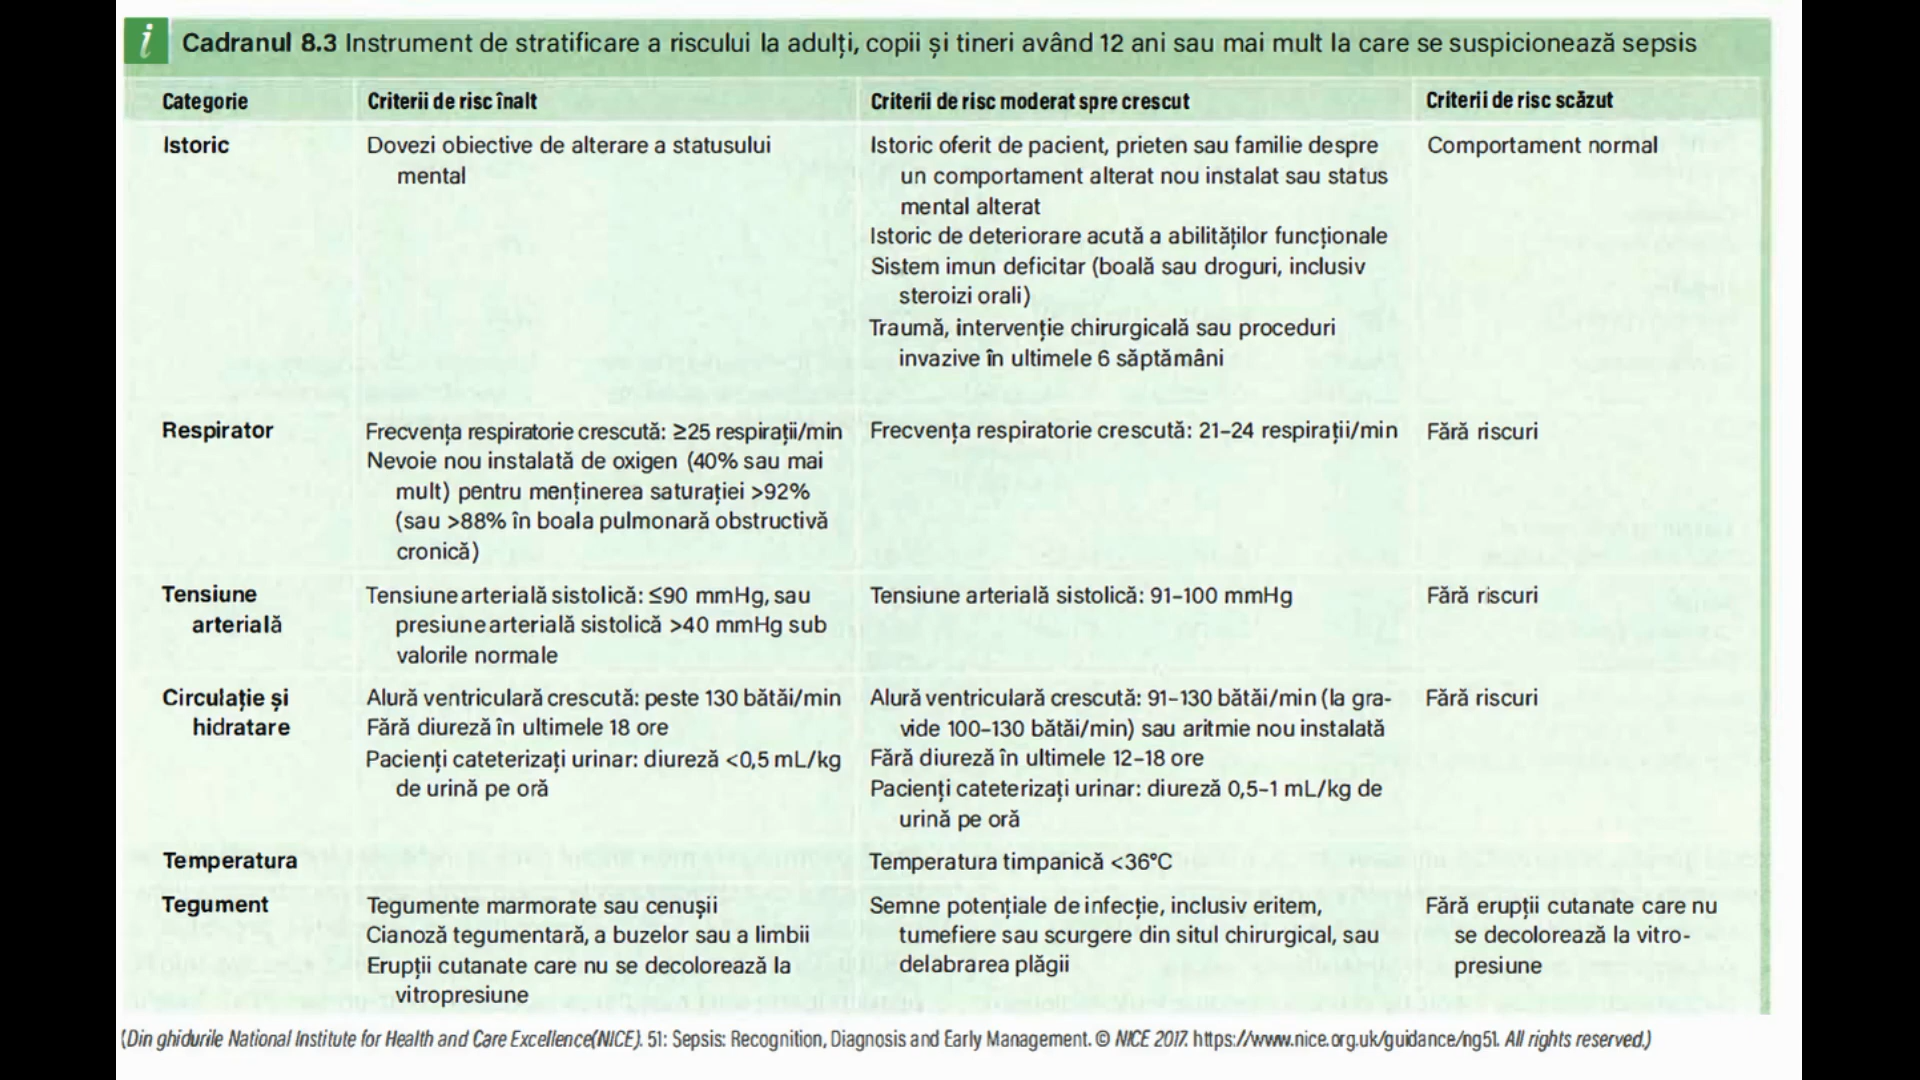 i Cadranul 8.3 Instrument de stratificare a riscului la adulți, copii și tineri având 12 ani sau mai mult la care se suspicionează sepsis
Categorie
Criterii de risc înalt
Criterii de risc moderat spre crescut
Criterii de risc scăzut
Istoric
Dovezi obiective de alterare a statusului
mental
Istoric oferit de pacient, prieten sau familie despre
un comportament alterat nou instalat sau status
mental alterat
Istoric de deteriorare acută a abilităților funcționale
Sistem imun deficitar (boală sau droguri, inclusiv
steroizi orali)
Traumă, intervenție chirurgicală sau proceduri
invazive în ultimele 6 săptămâni
Comportament normal
Respirator
Frecvența respiratorie crescută: ≥25 respirații/min
Nevoie nou instalată de oxigen (40% sau mai
mult) pentru menținerea saturației >92%
(sau >88% în boala pulmonară obstructivă
cronică)
Frecvența respiratorie crescută: 21–24 respirații/min
Fără riscuri
Tensiune
arterială
Tensiune arterială sistolică: ≤90 mmHg, sau
presiune arterială sistolică >40 mmHg sub
valorile normale
Tensiune arterială sistolică: 91–100 mmHg
Fără riscuri
Circulație și
hidratare
Alură ventriculară crescută: peste 130 bătăi/min
Fără diureză în ultimele 18 ore
Pacienți cateterizați urinar: diureză <0,5 mL/kg
de urină pe oră
Alură ventriculară crescută: 91–130 bătăi/min (la gra-
vide 100–130 bătăi/min) sau aritmie nou instalată
Fără diureză în ultimele 12–18 ore
Pacienți cateterizați urinar: diureză 0,5–1 mL/kg de
urină pe oră
Fără riscuri
Temperatura
Temperatura timpanică <36°C
Tegument
Tegumente marmorate sau cenușii
Cianoză tegumentară, a buzelor sau a limbii
Erupții cutanate care nu se decolorează la
vitropresiune
Semne potențiale de infecție, inclusiv eritem,
tumefiere sau scurgere din situl chirurgical, sau
delabrarea plăgii
Fără erupții cutanate care nu
se decolorează la vitro-
presiune
(Din ghidurile National Institute for Health and Care Excellence(NICE). 51: Sepsis: Recognition, Diagnosis and Early Management. © NICE 2017. https://www.nice.org.uk/guidance/ng51. All rights reserved.)